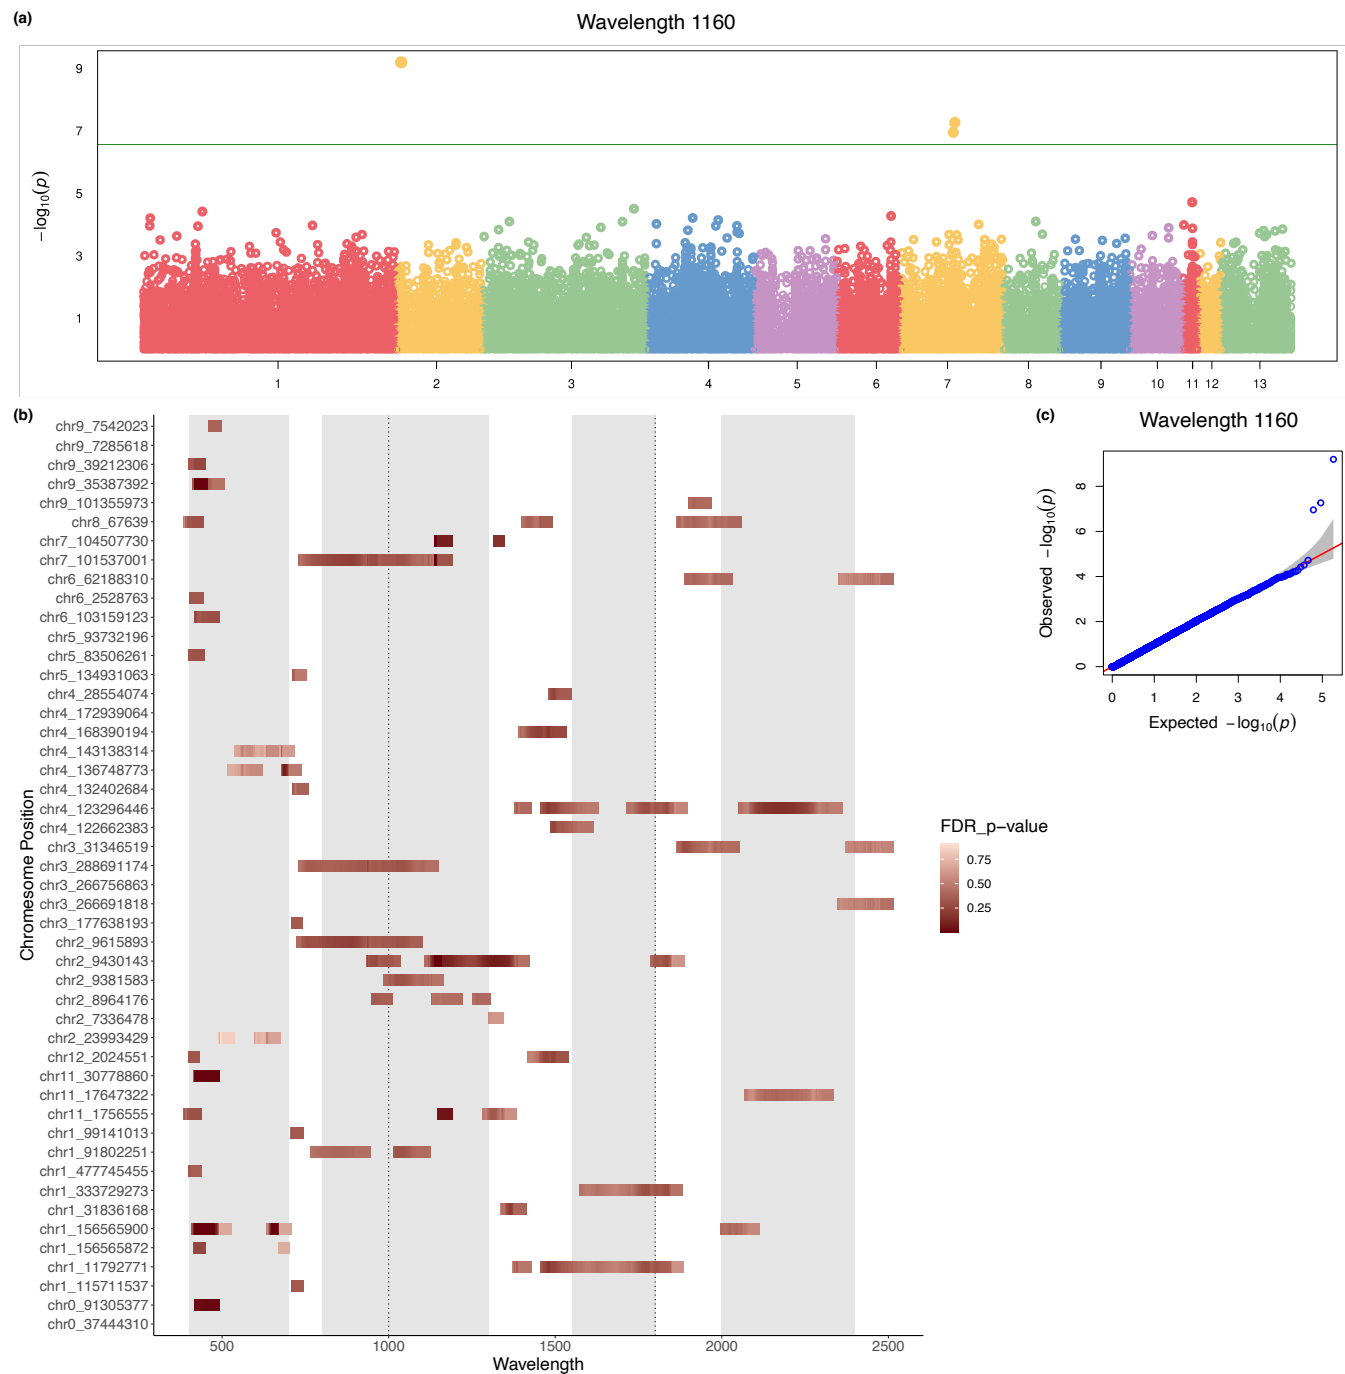 (a)
Wavelength 1160
9
7
5
3
1
−log10(p)
1 2 3 4 5 6 7 8 9 10 11 12 13
(b)
chr9_7542023
chr9_7285618
chr9_39212306
chr9_35387392
chr9_101355973
chr8_67639
chr7_104507730
chr7_101537001
chr6_62188310
chr6_2528763
chr6_103159123
chr5_93732196
chr5_83506261
chr5_134931063
chr4_28554074
chr4_172939064
chr4_168390194
chr4_143138314
chr4_136748773
chr4_132402684
chr4_123296446
chr4_122662383
chr3_31346519
chr3_288691174
chr3_266756863
chr3_266691818
chr3_177638193
chr2_9615893
chr2_9430143
chr2_9381583
chr2_8964176
chr2_7336478
chr2_23993429
chr12_2024551
chr11_30778860
chr11_17647322
chr11_1756555
chr1_99141013
chr1_91802251
chr1_477745455
chr1_333729273
chr1_31836168
chr1_156565900
chr1_156565872
chr1_11792771
chr1_115711537
chr0_91305377
chr0_37444310
Chromesome Position
500 1000 1500 2000 2500
Wavelength
FDR_p−value
0.75
0.50
0.25
(c)
Wavelength 1160
8
6
4
2
0
Observed −log10(p)
0 1 2 3 4 5
Expected −log10(p)